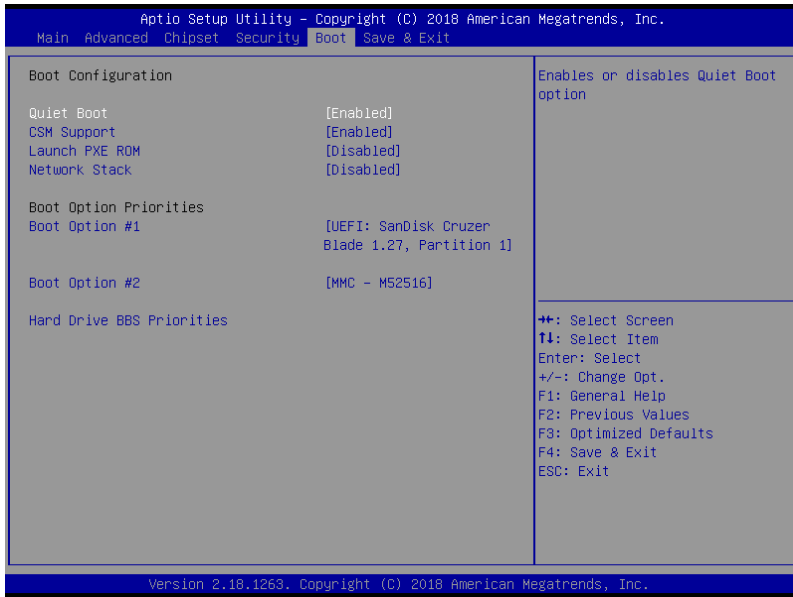 Aptio Setup Utility – Copyright (C) 2018 American Megatrends, Inc.
Main Advanced Chipset Security Boot Save & Exit
Boot Configuration
Quiet Boot [Enabled]
CSM Support [Enabled]
Launch PXE ROM [Disabled]
Network Stack [Disabled]
Boot Option Priorities
Boot Option #1 [UEFI: SanDisk Cruzer
Blade 1.27, Partition 1]
Boot Option #2 [MMC – M52516]
Hard Drive BBS Priorities
Enables or disables Quiet Boot
option
→←: Select Screen
↑↓: Select Item
Enter: Select
+/–: Change Opt.
F1: General Help
F2: Previous Values
F3: Optimized Defaults
F4: Save & Exit
ESC: Exit
Version 2.18.1263. Copyright (C) 2018 American Megatrends, Inc.